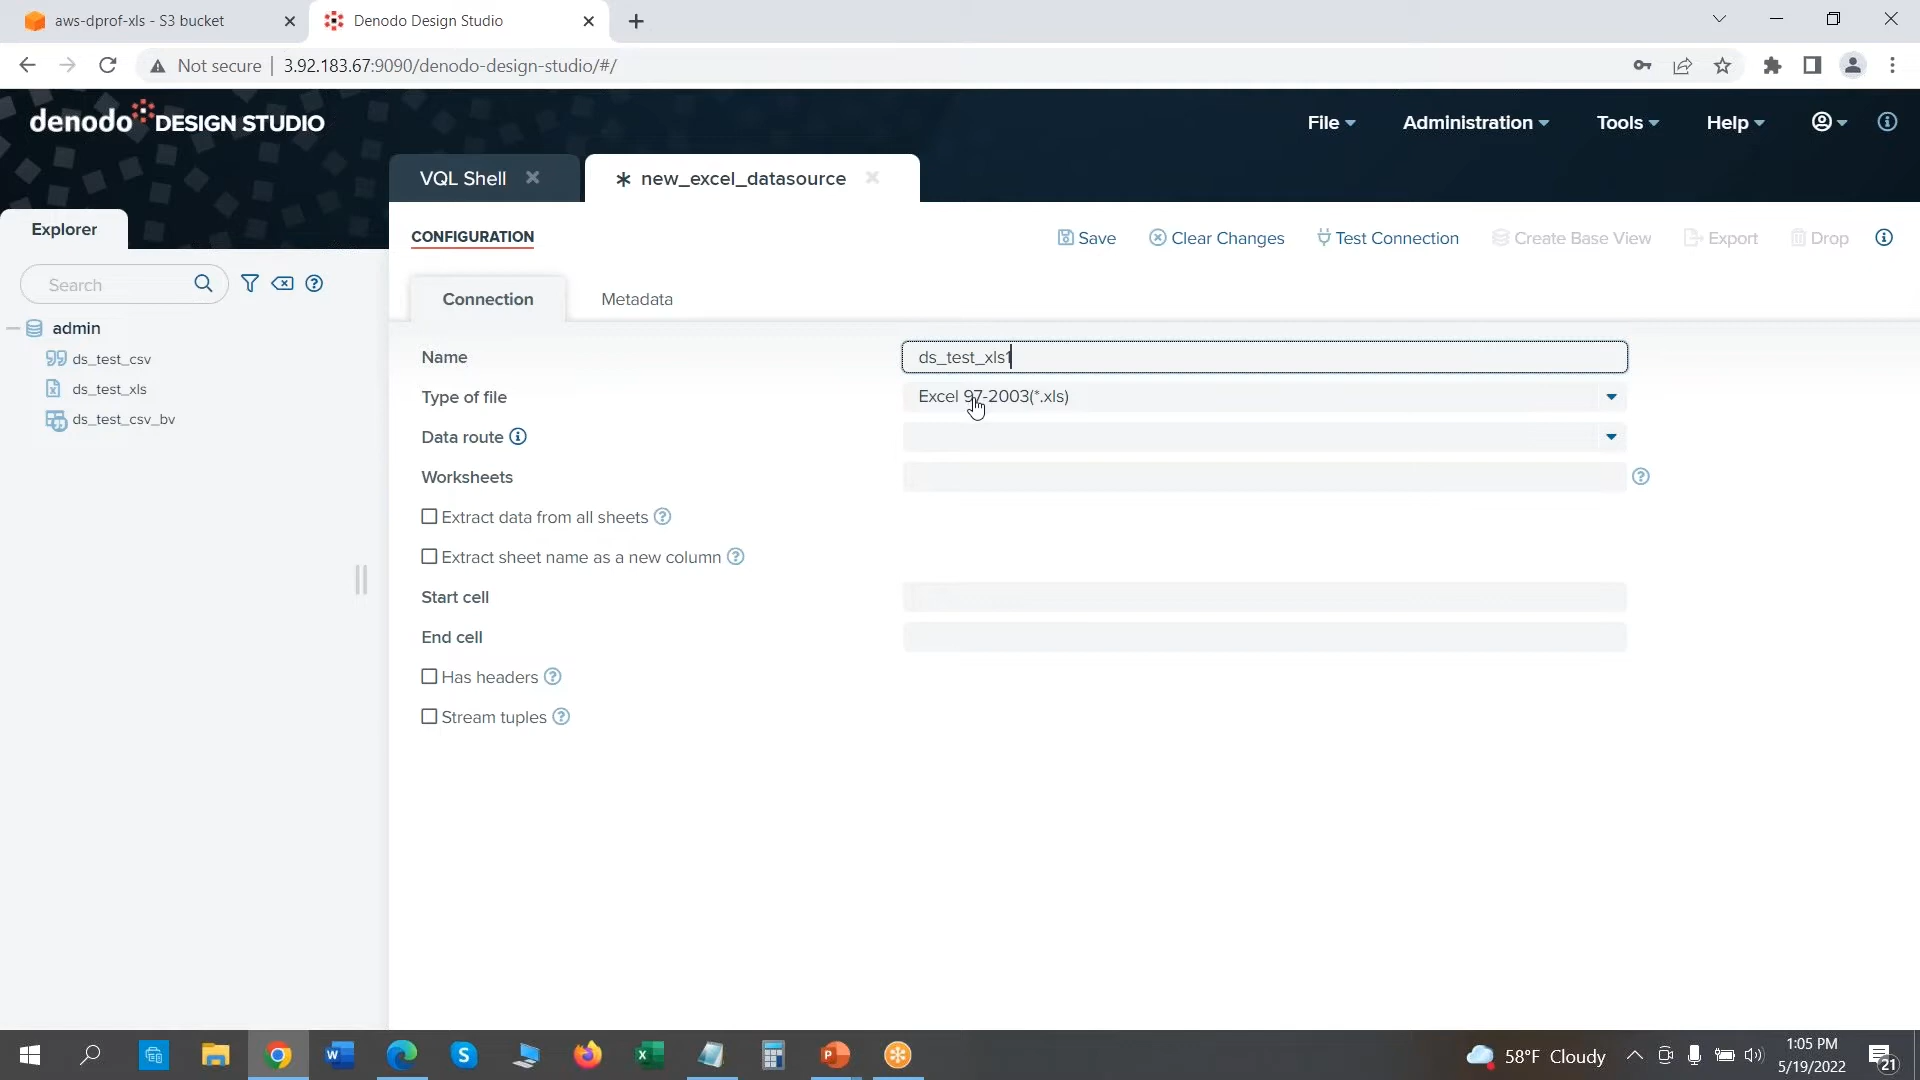 aws-dprof-xls - S3 bucket
Denodo Design Studio
Not secure | 3.92.183.67:9090/denodo-design-studio/#/
denodo DESIGN STUDIO
File
Administration
Tools
Help
VQL Shell
* new_excel_datasource
Explorer
CONFIGURATION
Save
Clear Changes
Test Connection
Create Base View
Export
Drop
Search
Connection
Metadata
admin
ds_test_csv
ds_test_xls
ds_test_csv_bv
Name
ds_test_xls1
Type of file
Excel 97-2003(*.xls)
Data route
Worksheets
Extract data from all sheets
Extract sheet name as a new column
Start cell
End cell
Has headers
Stream tuples
58°F Cloudy
1:05 PM
5/19/2022
21